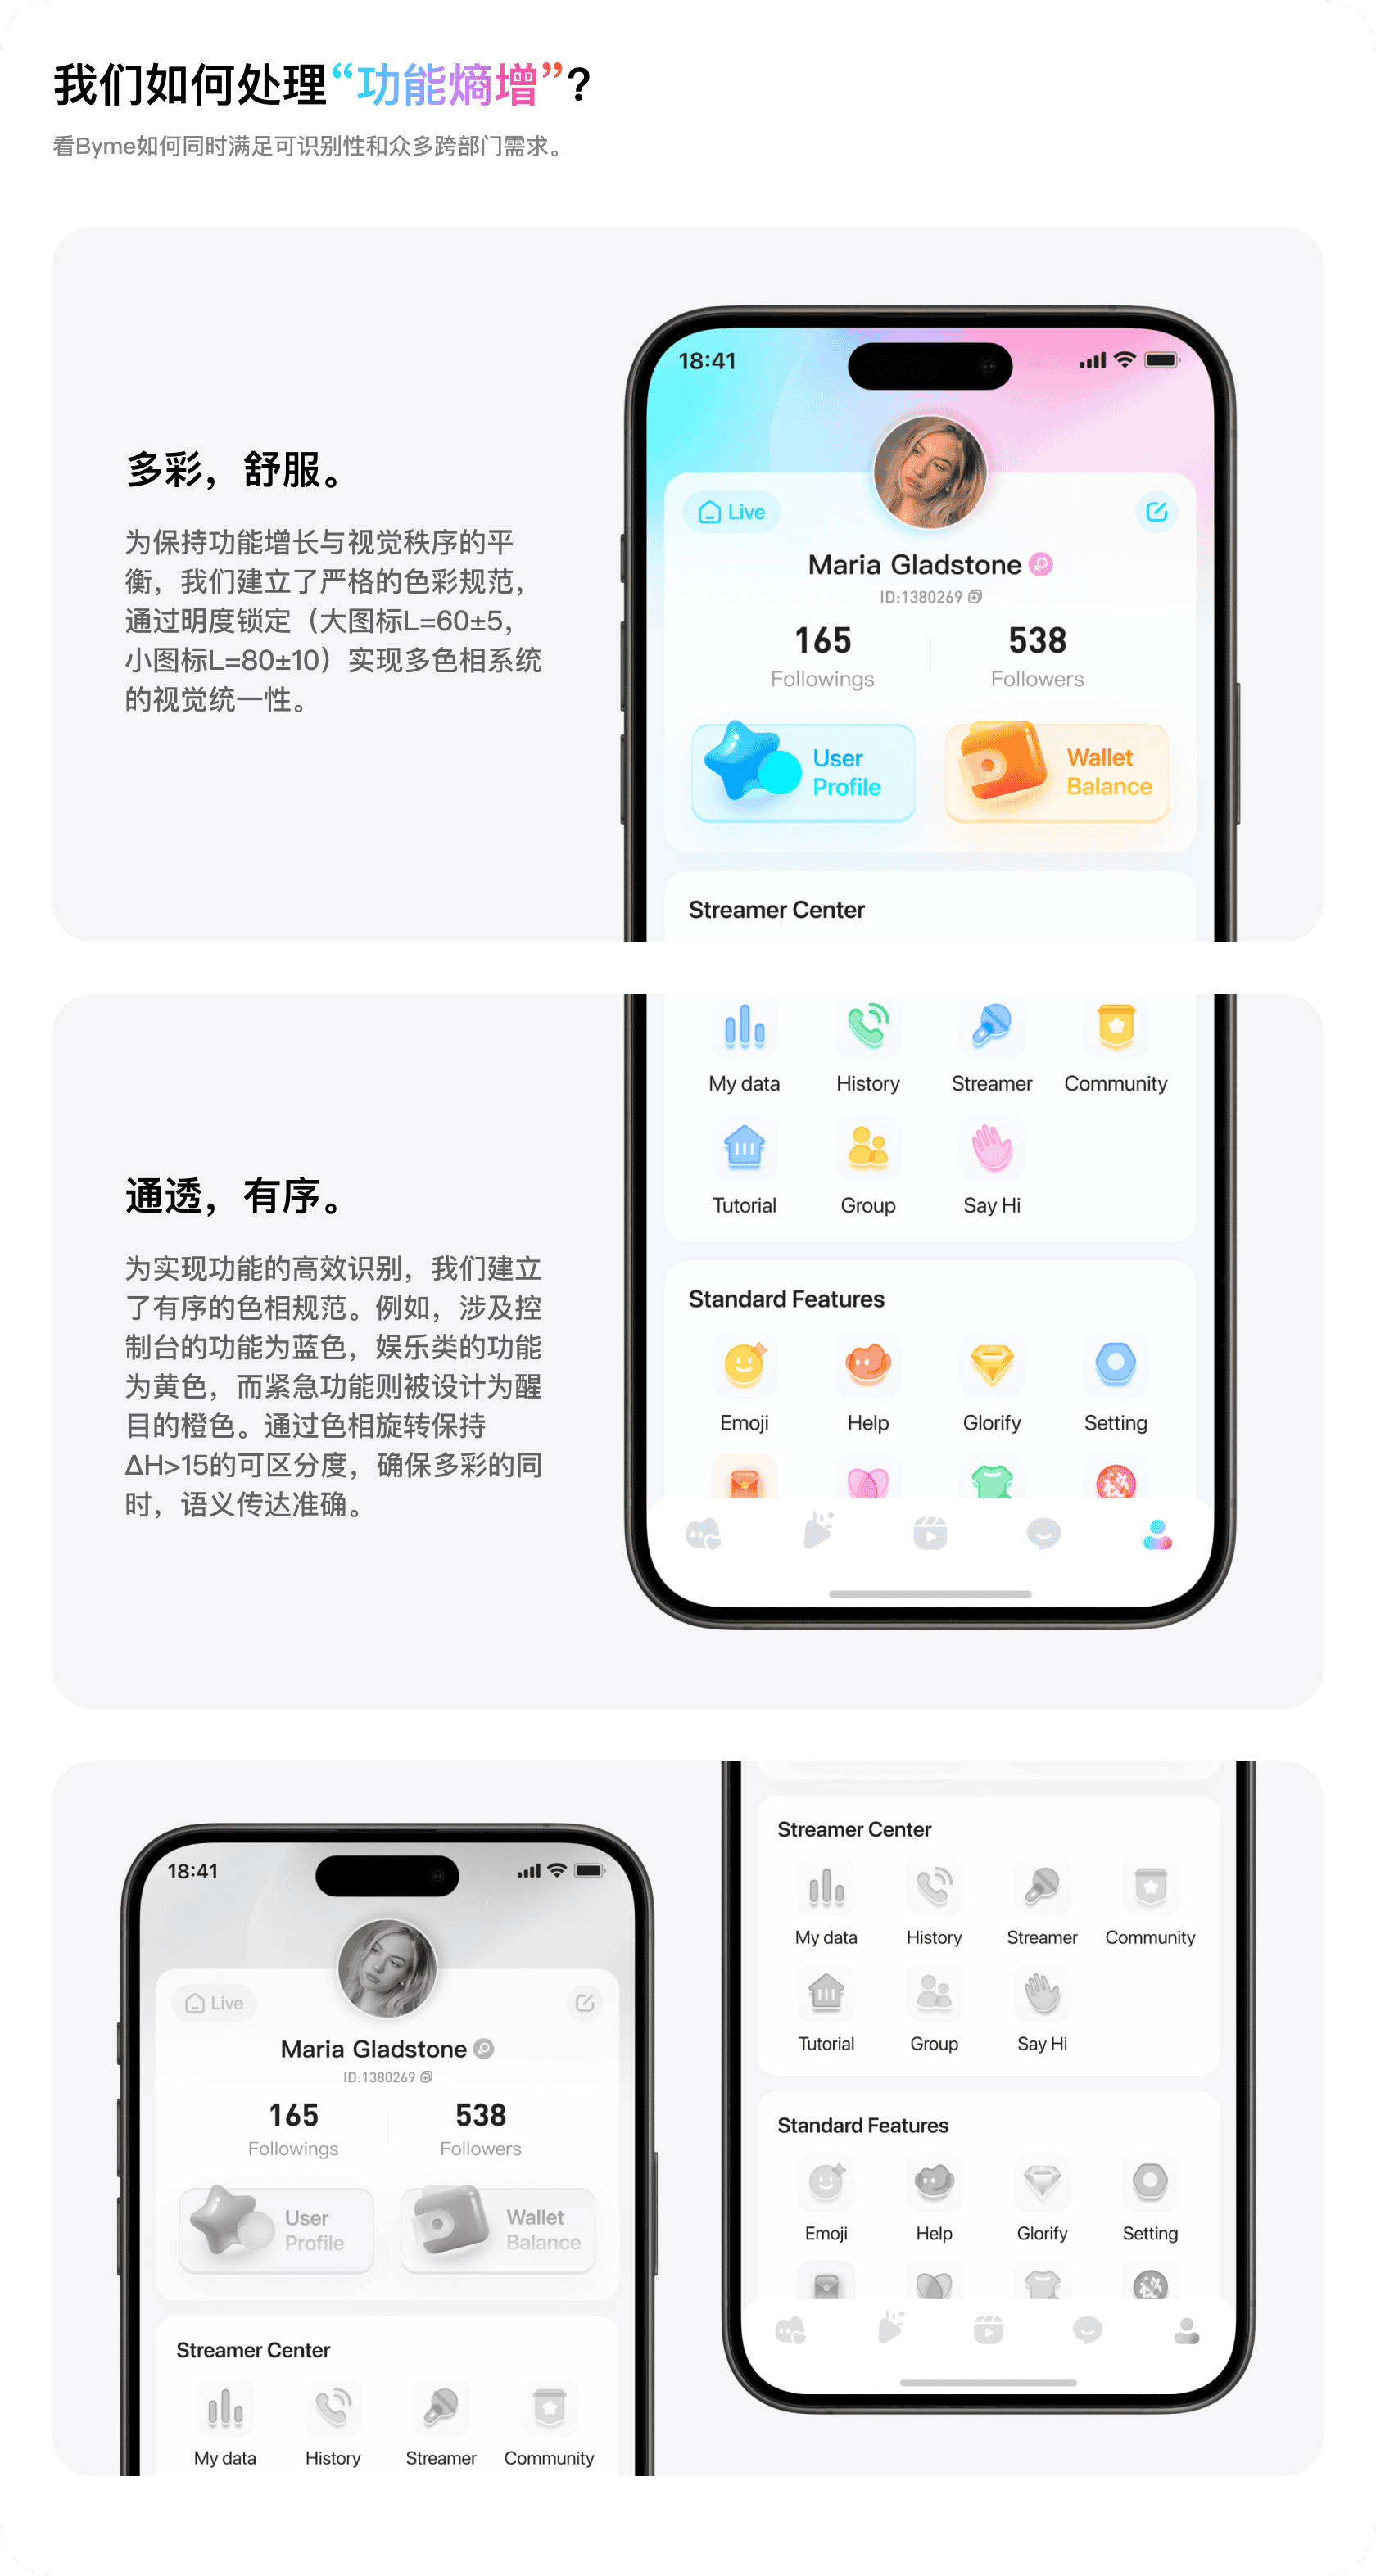 我们如何处理“功能熵增”?
看Byme如何同时满足可识别性和众多跨部门需求。
多彩，舒服。
为保持功能增长与视觉秩序的平
衡，我们建立了严格的色彩规范，
通过明度锁定（大图标L=60±5，
小图标L=80±10）实现多色相系统
的视觉统一性。
18:41
Live
Maria Gladstone
ID:1380269
165 538
Followings Followers
User Wallet
Profile Balance
Streamer Center
My data History Streamer Community
Tutorial Group Say Hi
通透，有序。
为实现功能的高效识别，我们建立
了有序的色相规范。例如，涉及控
制台的功能为蓝色，娱乐类的功能
为黄色，而紧急功能则被设计为醒
目的橙色。通过色相旋转保持
ΔH>15的可区分度，确保多彩的同
时，语义传达准确。
Standard Features
Emoji Help Glorify Setting
秘
18:41
Live
Maria Gladstone
ID:1380269
165 538
Followings Followers
User Wallet
Profile Balance
Streamer Center
My data History Streamer Community
Streamer Center
My data History Streamer Community
Tutorial Group Say Hi
Standard Features
Emoji Help Glorify Setting
秘